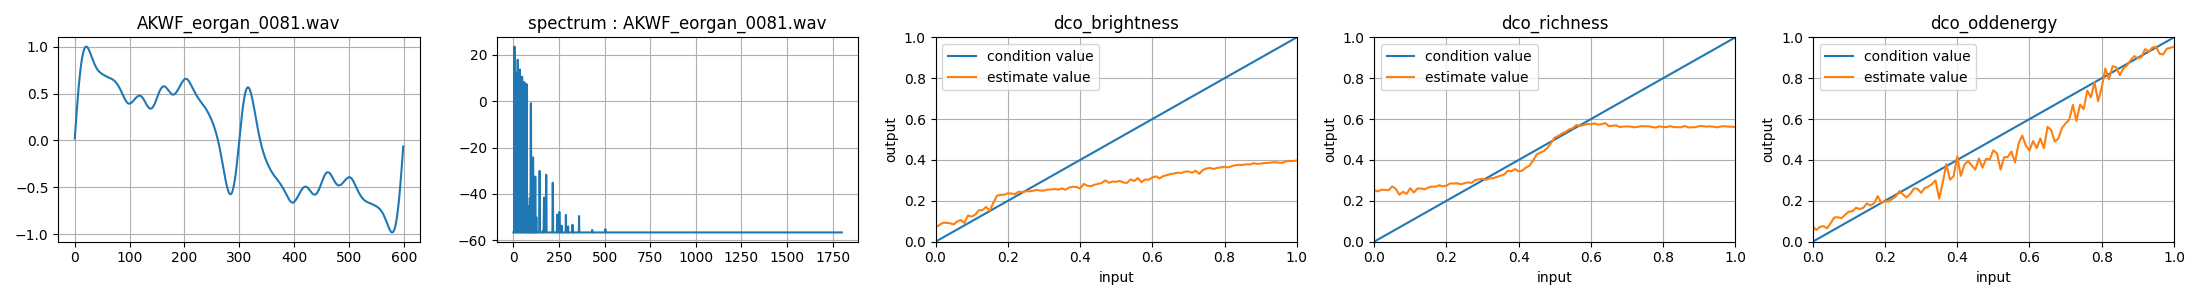 AKWF_eorgan_0081.wav
1.0
0.5
0.0
−0.5
−1.0
0 100 200 300 400 500 600
spectrum : AKWF_eorgan_0081.wav
20
0
−20
−40
−60
0 250 500 750 1000 1250 1500 1750
dco_brightness
condition value
estimate value
output
1.0
0.8
0.6
0.4
0.2
0.0
0.0 0.2 0.4 0.6 0.8 1.0
input
dco_richness
condition value
estimate value
output
1.0
0.8
0.6
0.4
0.2
0.0
0.0 0.2 0.4 0.6 0.8 1.0
input
dco_oddenergy
condition value
estimate value
output
1.0
0.8
0.6
0.4
0.2
0.0
0.0 0.2 0.4 0.6 0.8 1.0
input